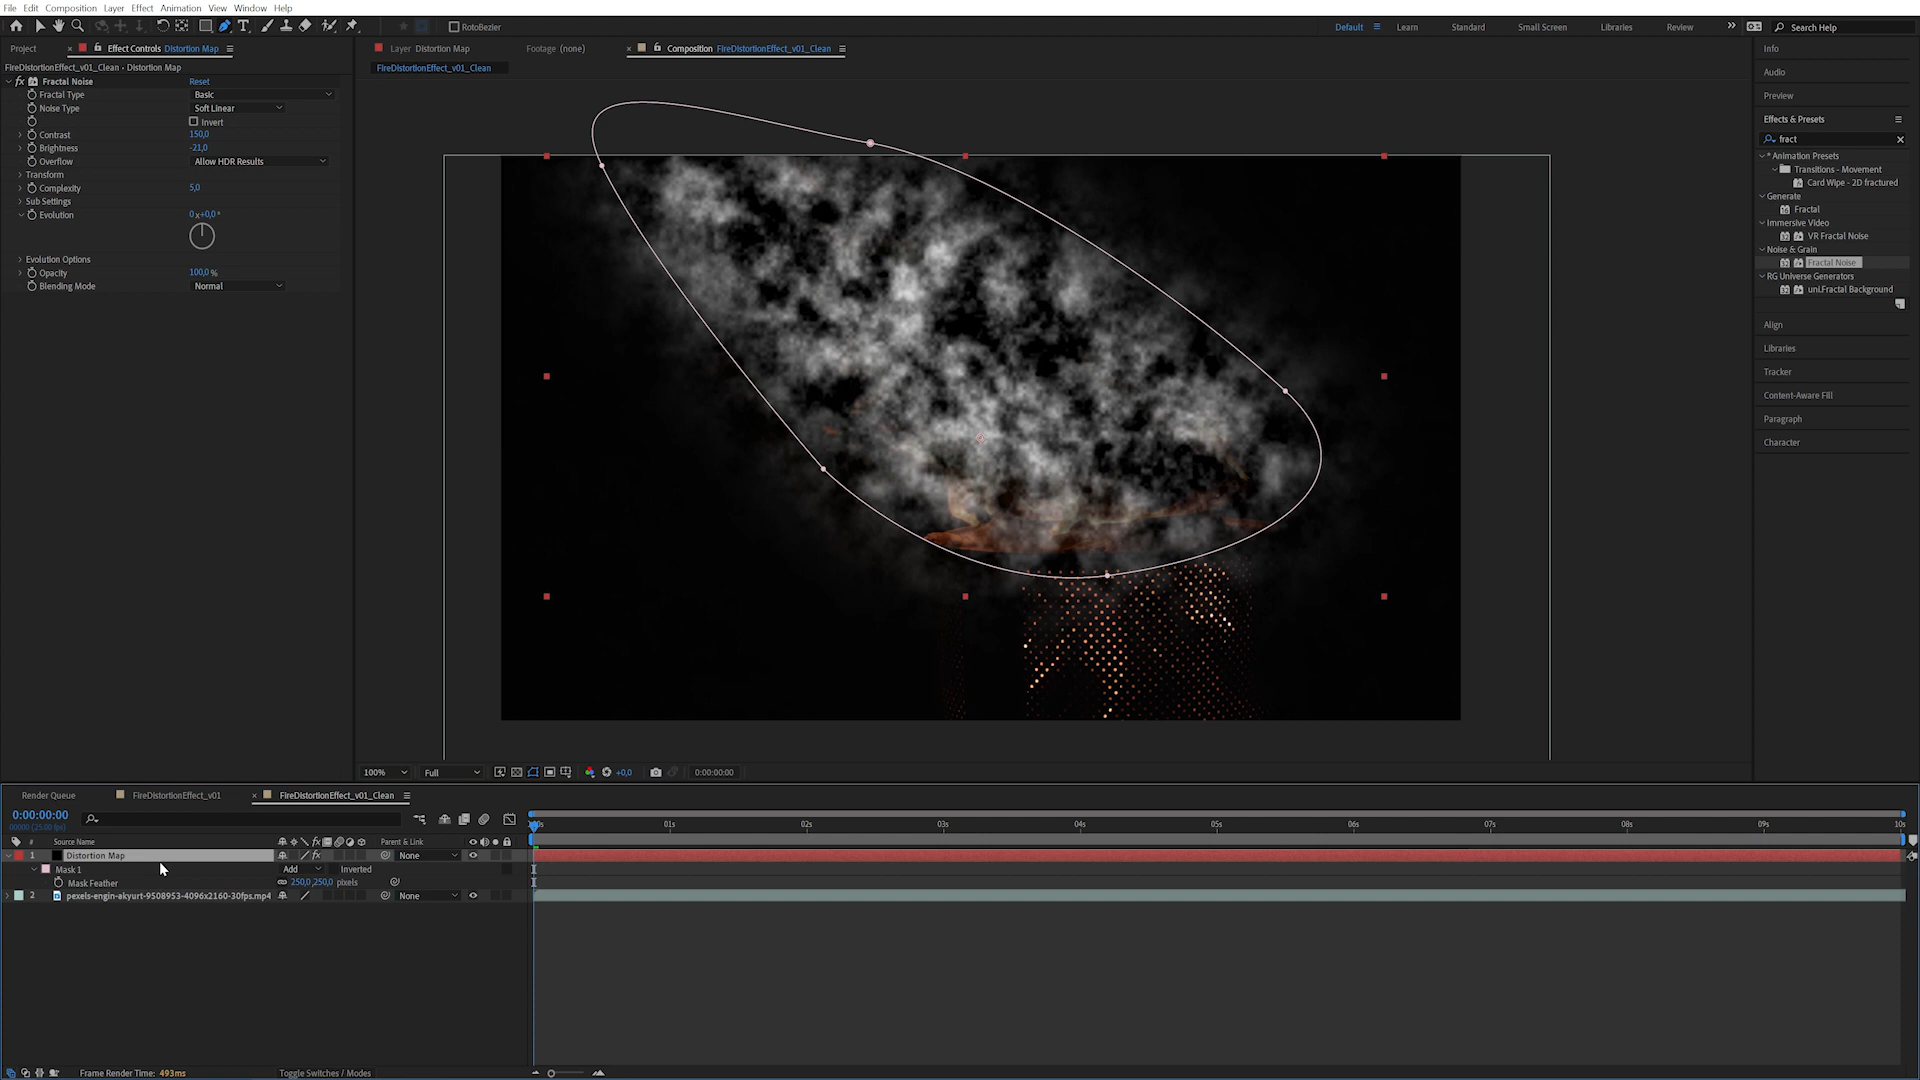 File Edit Composition Layer Effect Animation View Window Help
RotoBezier
Default Learn Standard Small Screen Libraries Review Search Help
Project Effect Controls Distortion Map
Layer Distortion Map Footage (none) Composition FireDistortionEffect_v01_Clean
FireDistortionEffect_v01_Clean • Distortion Map
FireDistortionEffect_v01_Clean
fx Fractal Noise Reset
Fractal Type Basic
Noise Type Soft Linear
Invert
Contrast 150,0
Brightness -21,0
Overflow Allow HDR Results
Transform
Complexity 5,0
Sub Settings
Evolution 0x+0,0°
Evolution Options
Opacity 100,0 %
Blending Mode Normal
Info
Audio
Preview
Effects & Presets
fract
* Animation Presets
Transitions - Movement
Card Wipe - 2D fractured
Generate
Fractal
Immersive Video
VR Fractal Noise
Noise & Grain
Fractal Noise
RG Universe Generators
uni.Fractal Background
Align
Libraries
Tracker
Content-Aware Fill
Paragraph
Character
100% Full +0,0 0:00:00:00
Render Queue FireDistortionEffect_v01 FireDistortionEffect_v01_Clean
0:00:00:00
00000 (25.00 fps)
01s 02s 03s 04s 05s 06s 07s 08s 09s 10s
# Source Name Parent & Link
1 Distortion Map fx None
Mask 1 Add Inverted
Mask Feather 250,0,250,0 pixels
2 pexels-engin-akyurt-9508953-4096x2160-30fps.mp4 None
Frame Render Time: 493ms Toggle Switches / Modes